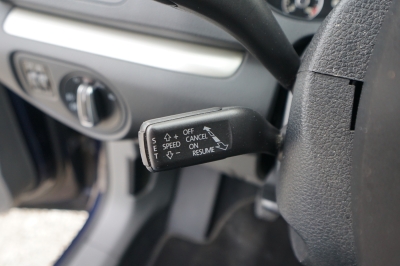 SET
+ OFF
SPEED CANCEL
ON
- RESUME